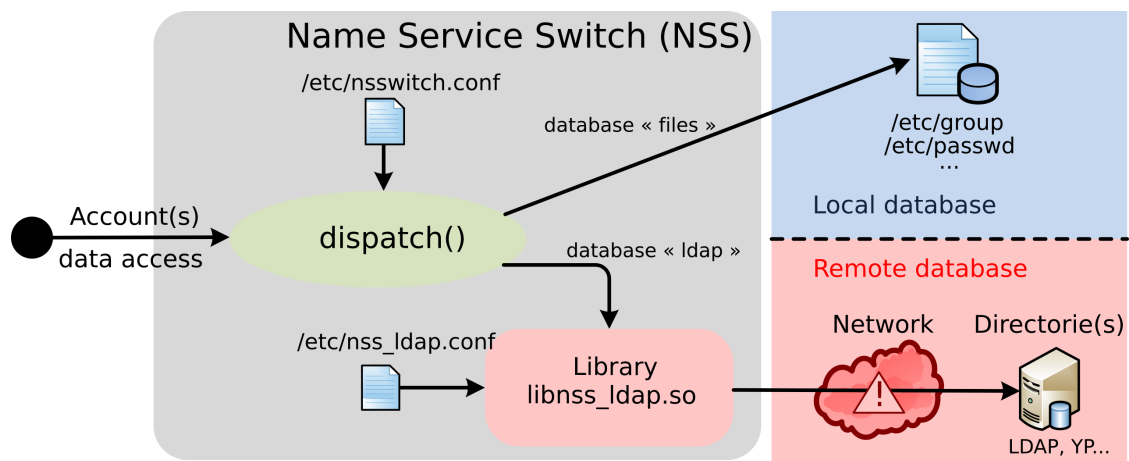 Name Service Switch (NSS)
/etc/nsswitch.conf
database « files »
/etc/group
/etc/passwd
...
Local database
Account(s)
data access
dispatch()
database « ldap »
Remote database
/etc/nss_ldap.conf
Library
libnss_ldap.so
Network
!
Directorie(s)
LDAP, YP...